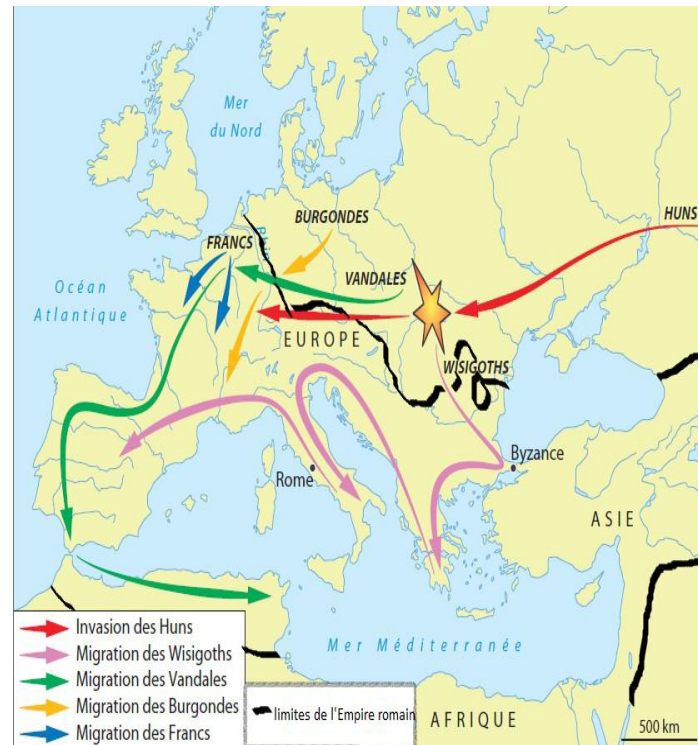 Mer
du Nord
HUNS
BURGONDES
FRANCS
VANDALES
Océan
Atlantique
EUROPE
WISIGOTHS
Byzance
Rome
ASIE
Mer Méditerranée
Invasion des Huns
Migration des Wisigoths
Migration des Vandales
Migration des Burgondes
Migration des Francs
limites de l'Empire romain
AFRIQUE
500 km